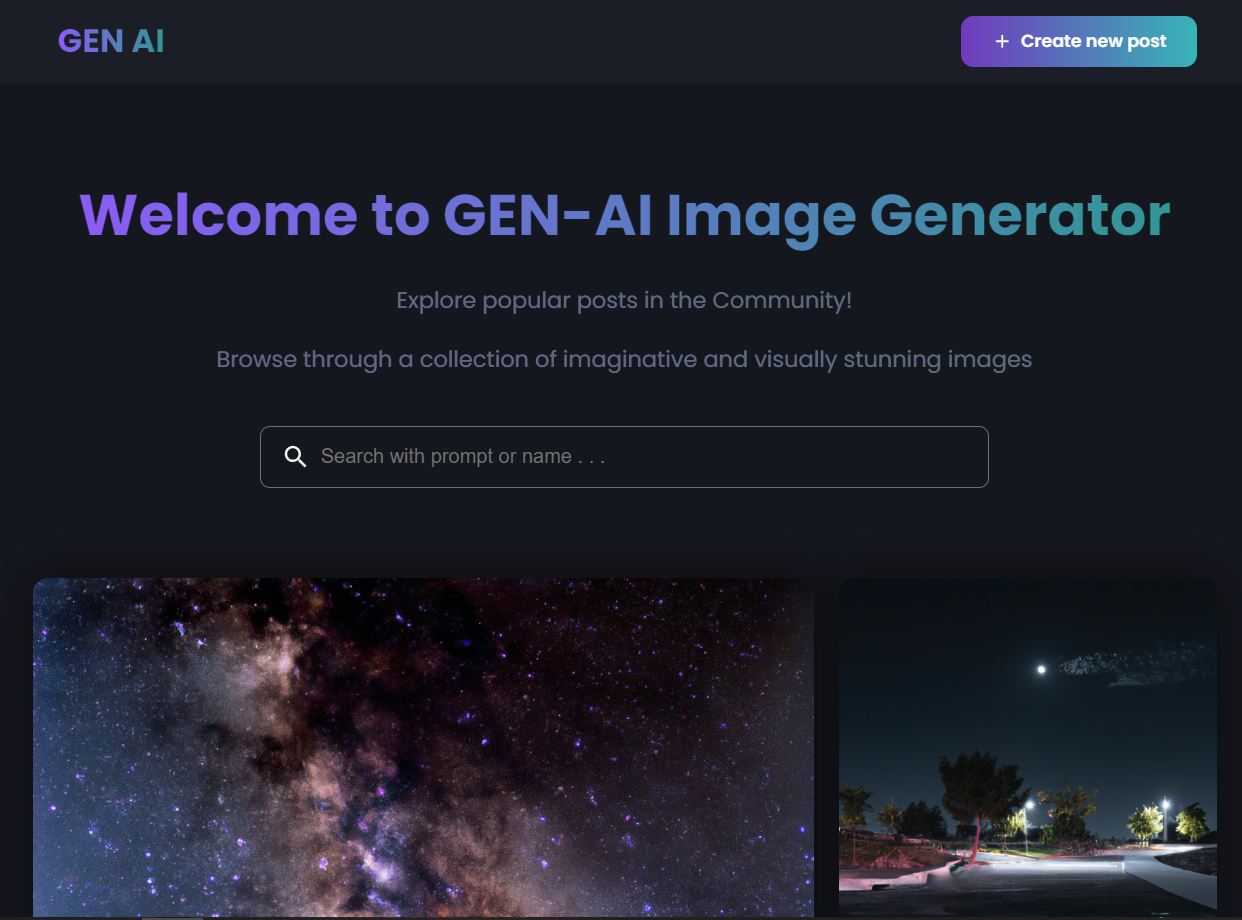 GEN AI
+ Create new post
Welcome to GEN-AI Image Generator
Explore popular posts in the Community!
Browse through a collection of imaginative and visually stunning images
Search with prompt or name . . .